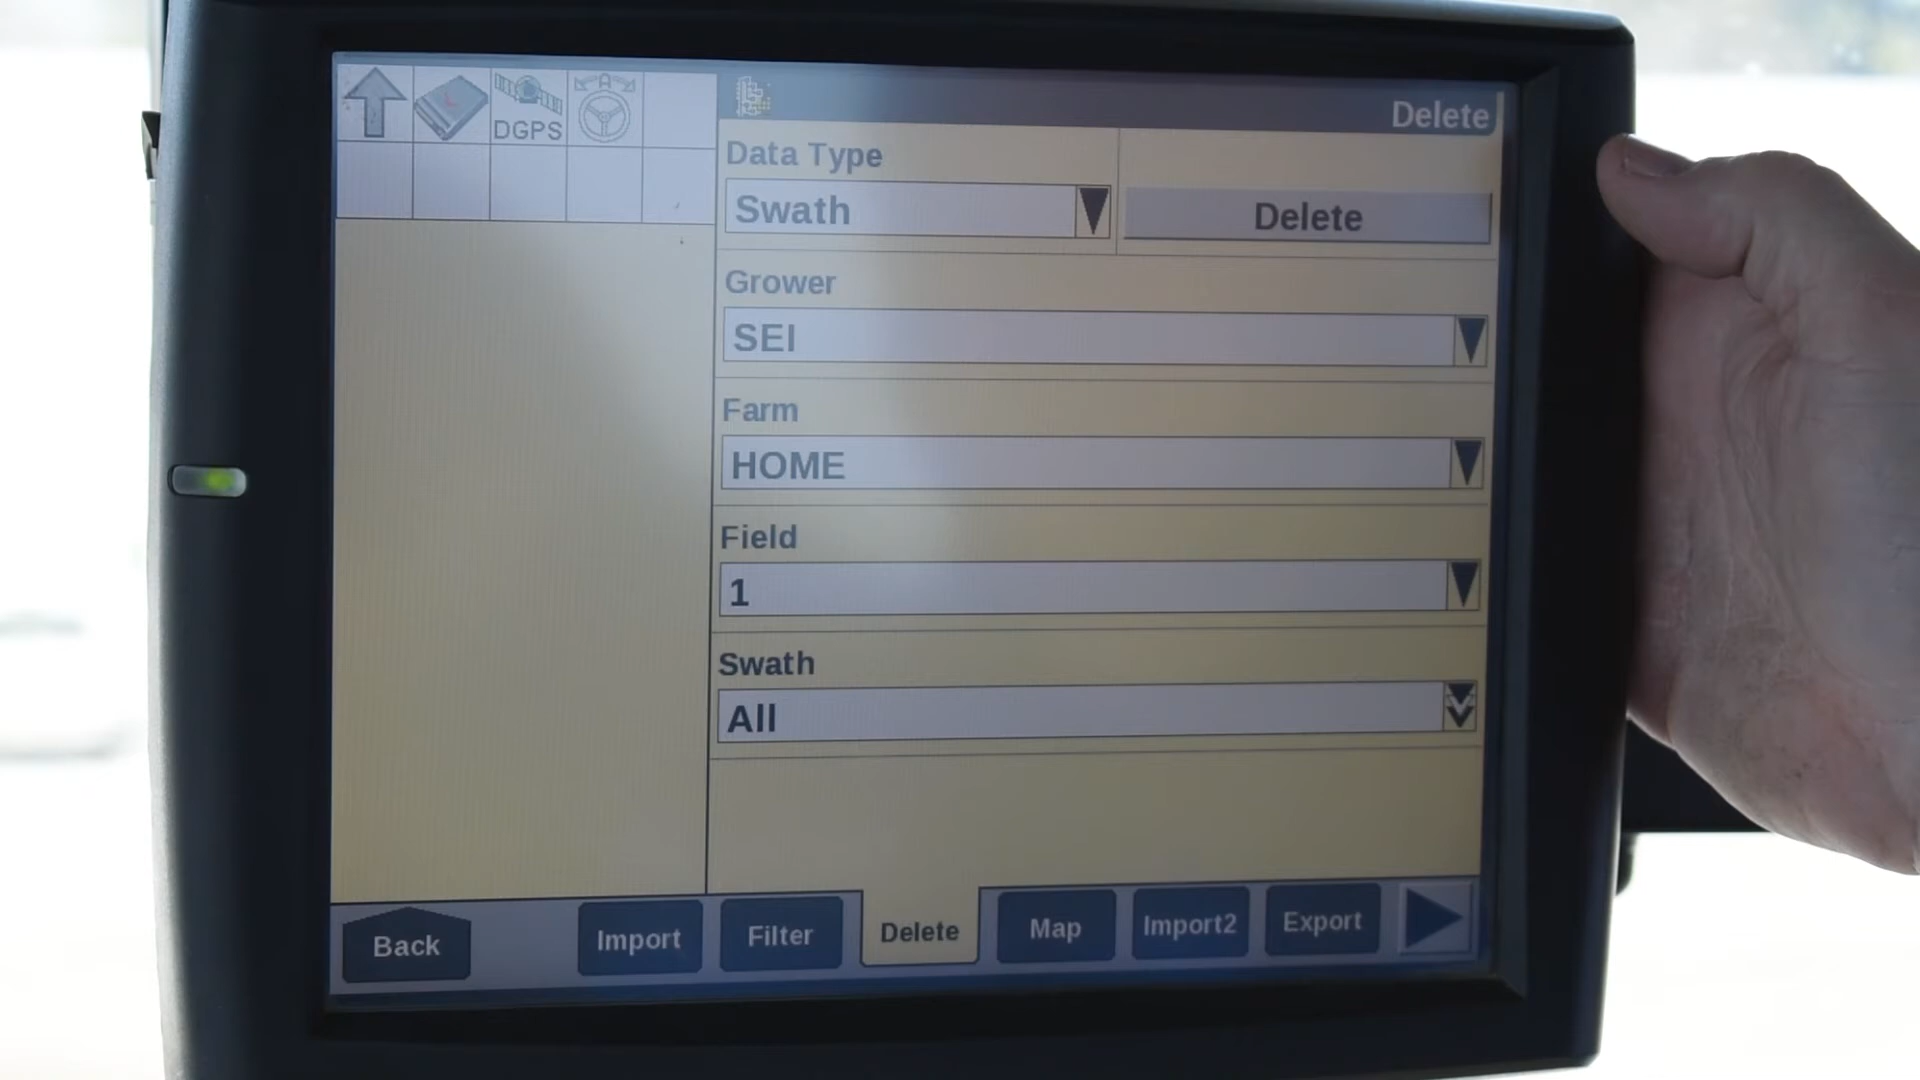 DGPS
Delete
Data Type
Swath
Delete
Grower
SEI
Farm
HOME
Field
1
Swath
All
Back
Import
Filter
Delete
Map
Import2
Export